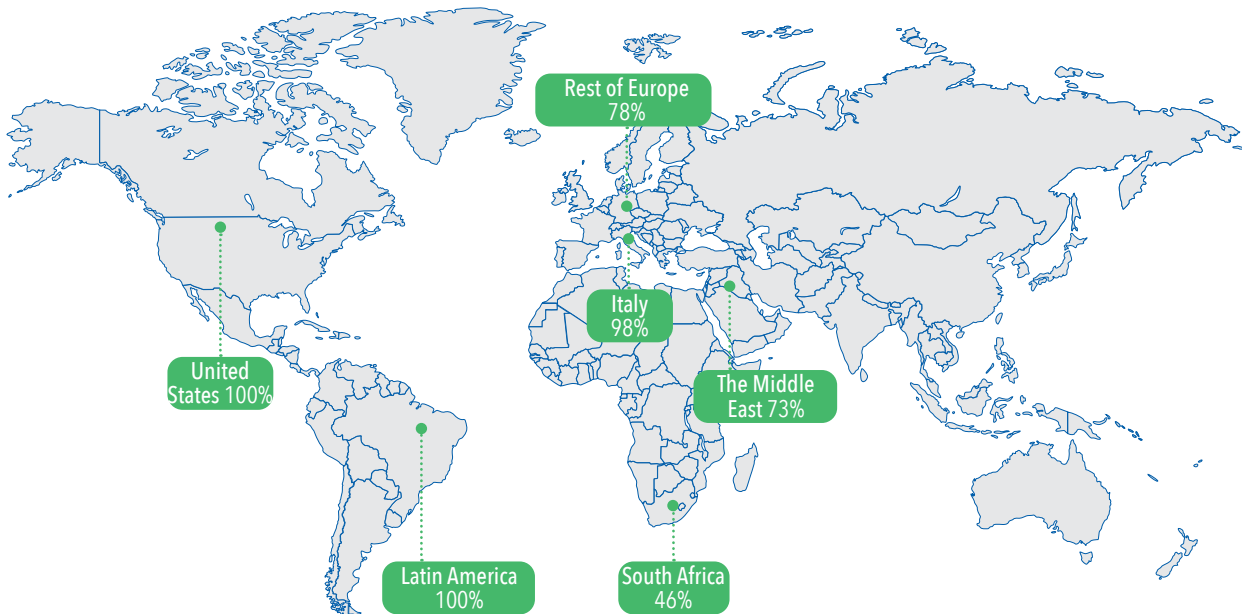 Rest of Europe
78%
Italy
98%
United
States 100%
The Middle
East 73%
Latin America
100%
South Africa
46%